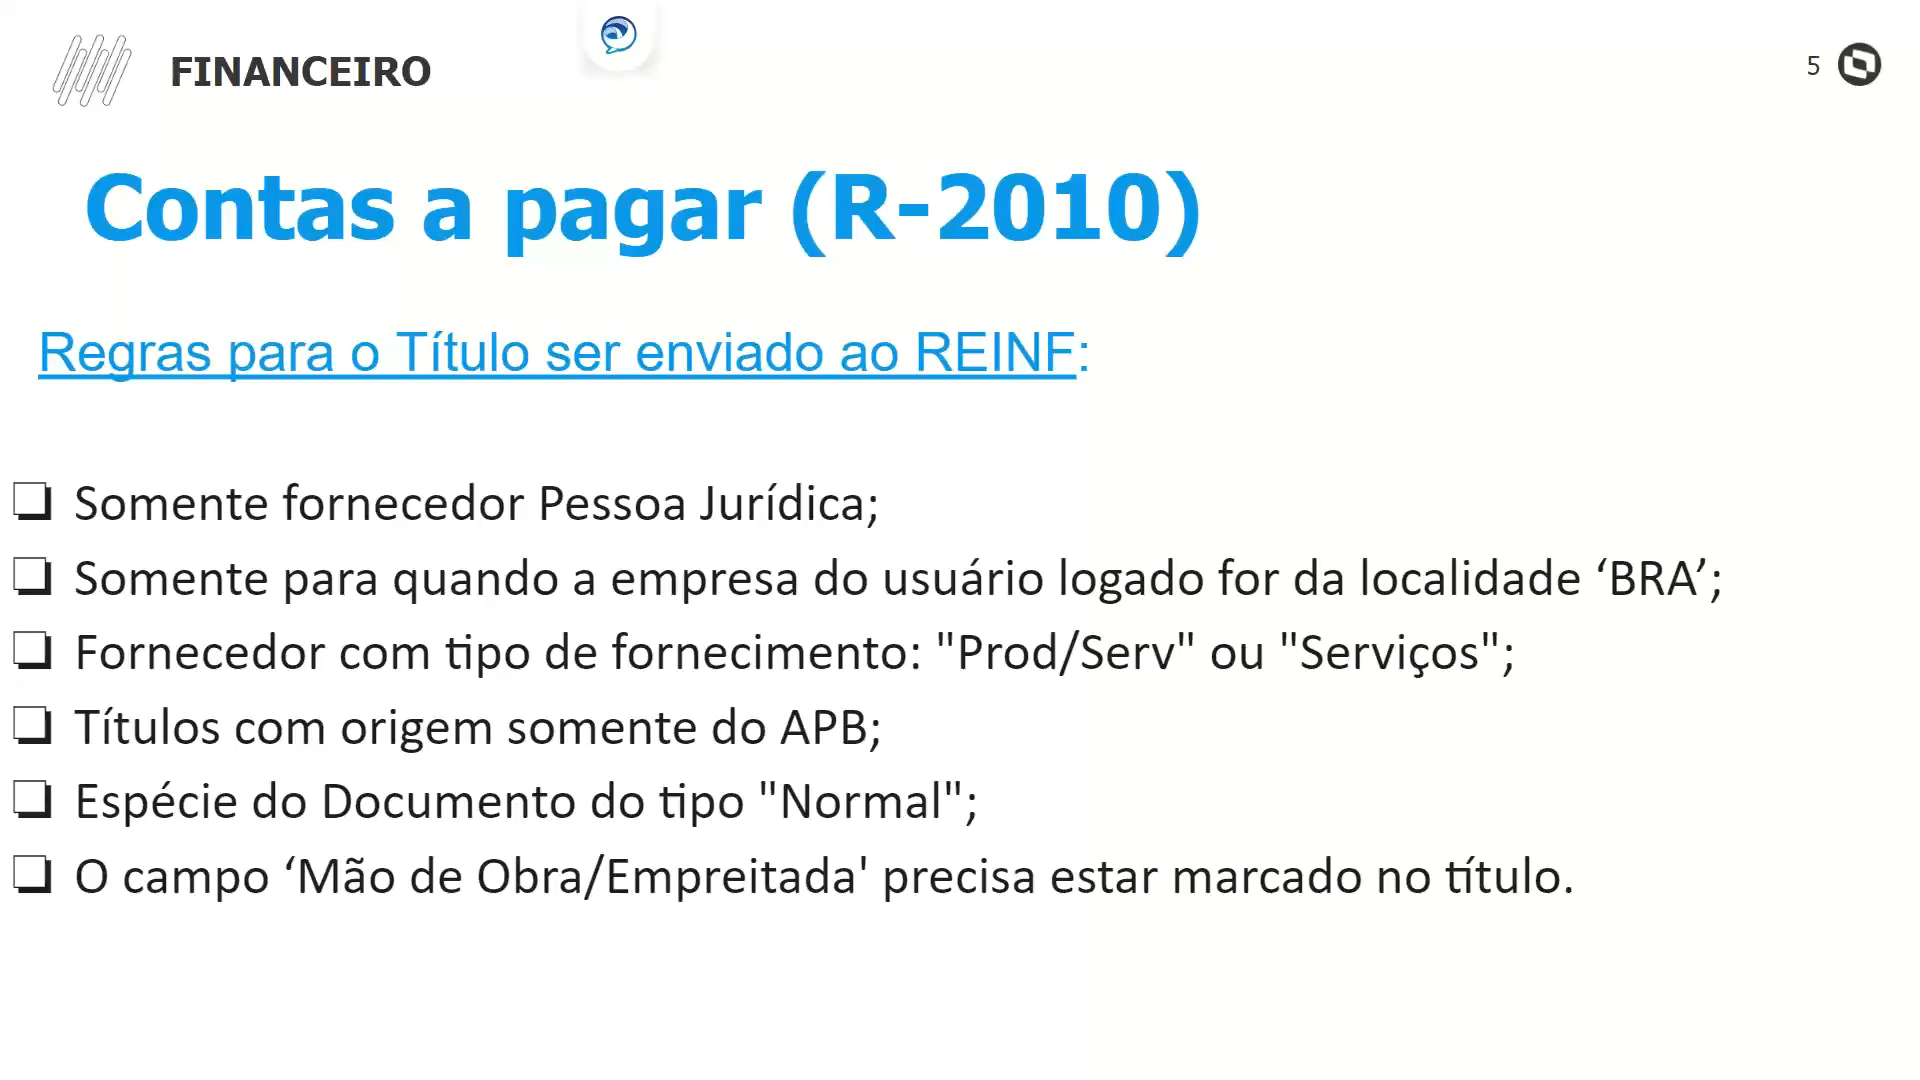 FINANCEIRO
5
Contas a pagar (R-2010)
Regras para o Título ser enviado ao REINF:
❑ Somente fornecedor Pessoa Jurídica;
❑ Somente para quando a empresa do usuário logado for da localidade ‘BRA’;
❑ Fornecedor com tipo de fornecimento: "Prod/Serv" ou "Serviços";
❑ Títulos com origem somente do APB;
❑ Espécie do Documento do tipo "Normal";
❑ O campo ‘Mão de Obra/Empreitada' precisa estar marcado no título.